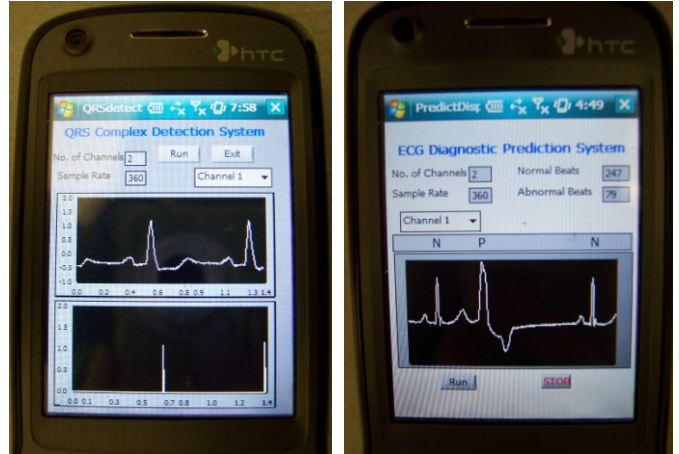 htc
QRSdetect 7:58 X
QRS Complex Detection System
No. of Channels 2 Run Exit
Sample Rate 360 Channel 1
2.0
1.0
0.5
0.0
-0.5
-1.0
0.0 0.2 0.4 0.6 0.8 0.9 1.1 1.3 1.4
2.0
1.3
1.0
0.5
0.0
0.0 0.1 0.3 0.5 0.7 0.8 1.0 1.2 1.4
htc
PredictDisp 4:49 X
ECG Diagnostic Prediction System
No. of Channels 2 Normal Beats 247
Sample Rate 360 Abnormal Beats 79
Channel 1
N P N
Run STOP